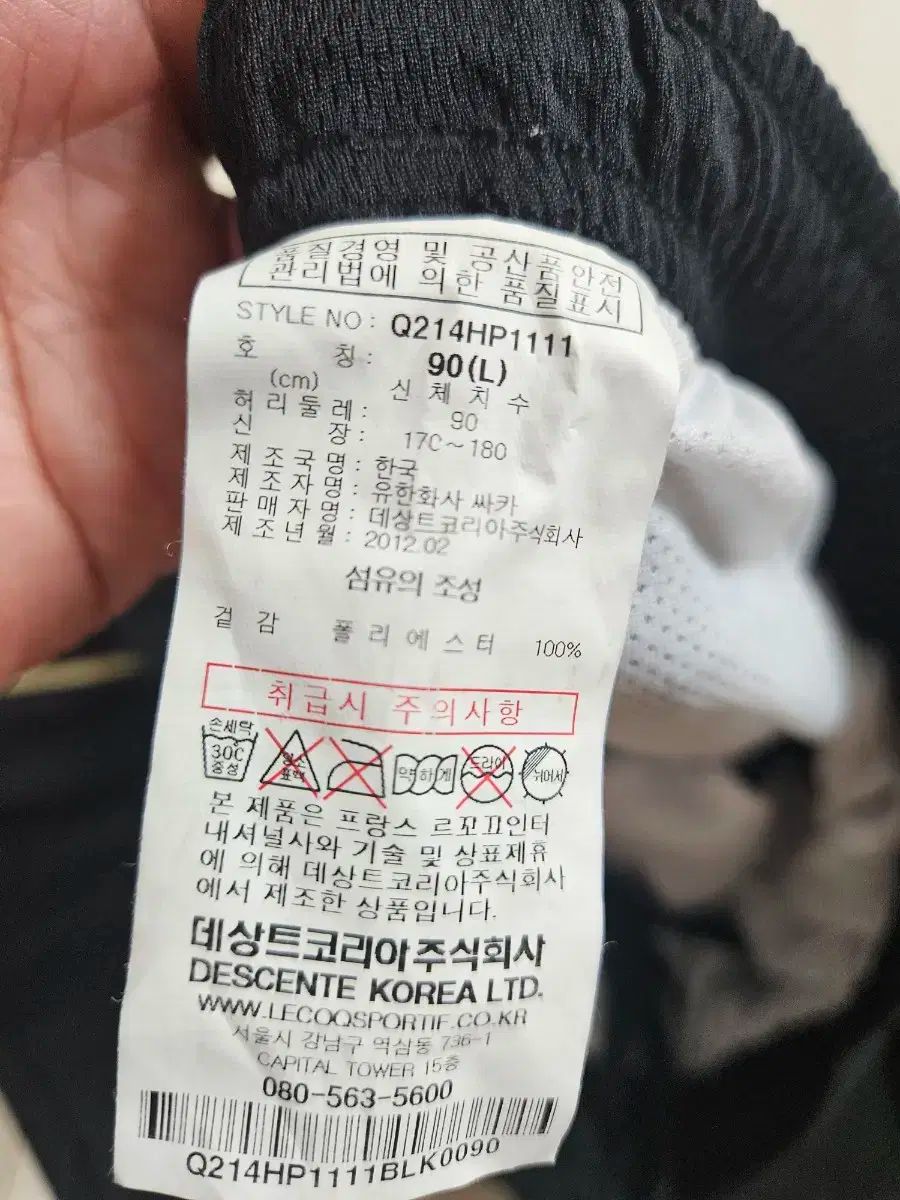 품질경영 및 공산품안전
관리법에 의한 품질표시
STYLE NO : Q214HP1111
호 칭 : 90(L)
(cm) 신 체 치 수
허 리 둘 레 : 90
신 장 : 170~180
제 조 국 명 : 한국
제 조 자 명 : 유한화사 싸카
판 매 자 명 : 데상트코리아주식회사
제 조 년 월 : 2012.02
섬유의 조성
겉 감 폴 리 에 스 터 100%
취급시 주의사항
손세탁
30℃
중성
염소
표백
약하게
드라이
뉘어서
본 제품은 프랑스 르꼬끄인터
내셔널사와 기술 및 상표제휴
에 의해 데상트코리아주식회사
에서 제조한 상품입니다.
데상트코리아주식회사
DESCENTE KOREA LTD.
WWW.LECOQSPORTIF.CO.KR
서울시 강남구 역삼동 736-1
CAPITAL TOWER 15층
080-563-5600
Q214HP1111BLK0090